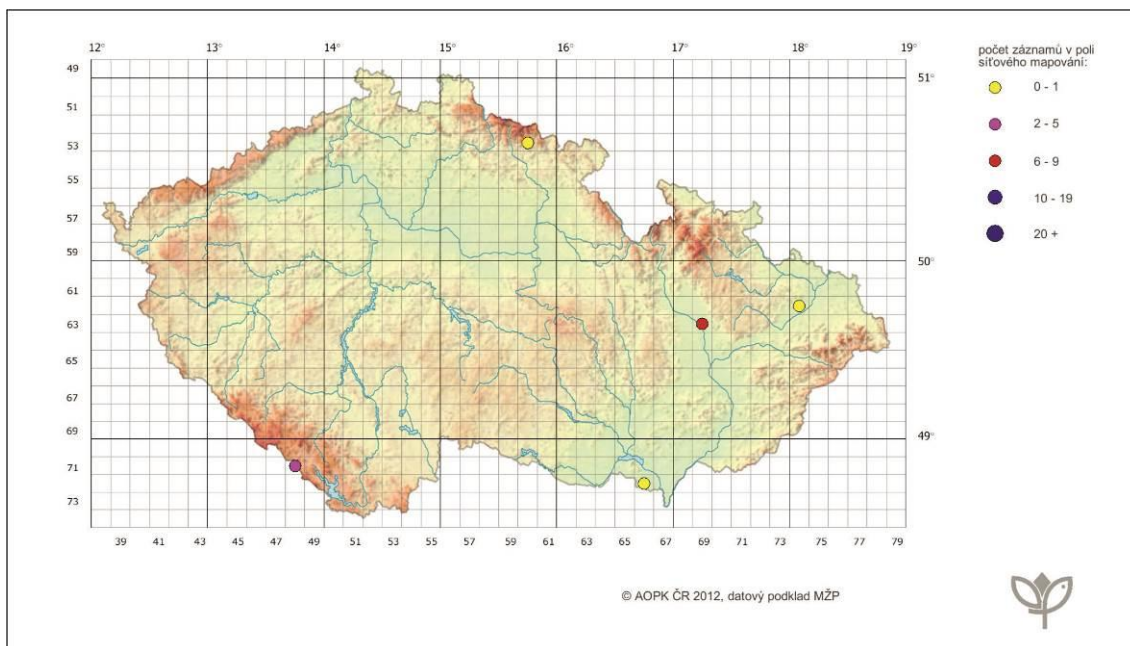 12° 13° 14° 15° 16° 17° 18° 19°
49
51°
51
53
55
57
59
50°
61
63
65
67
69
49°
71
73
39 41 43 45 47 49 51 53 55 57 59 61 63 65 67 69 71 73 75 77 79
počet záznamů v poli
síťového mapování:
0 - 1
2 - 5
6 - 9
10 - 19
20 +
© AOPK ČR 2012, datový podklad MŽP